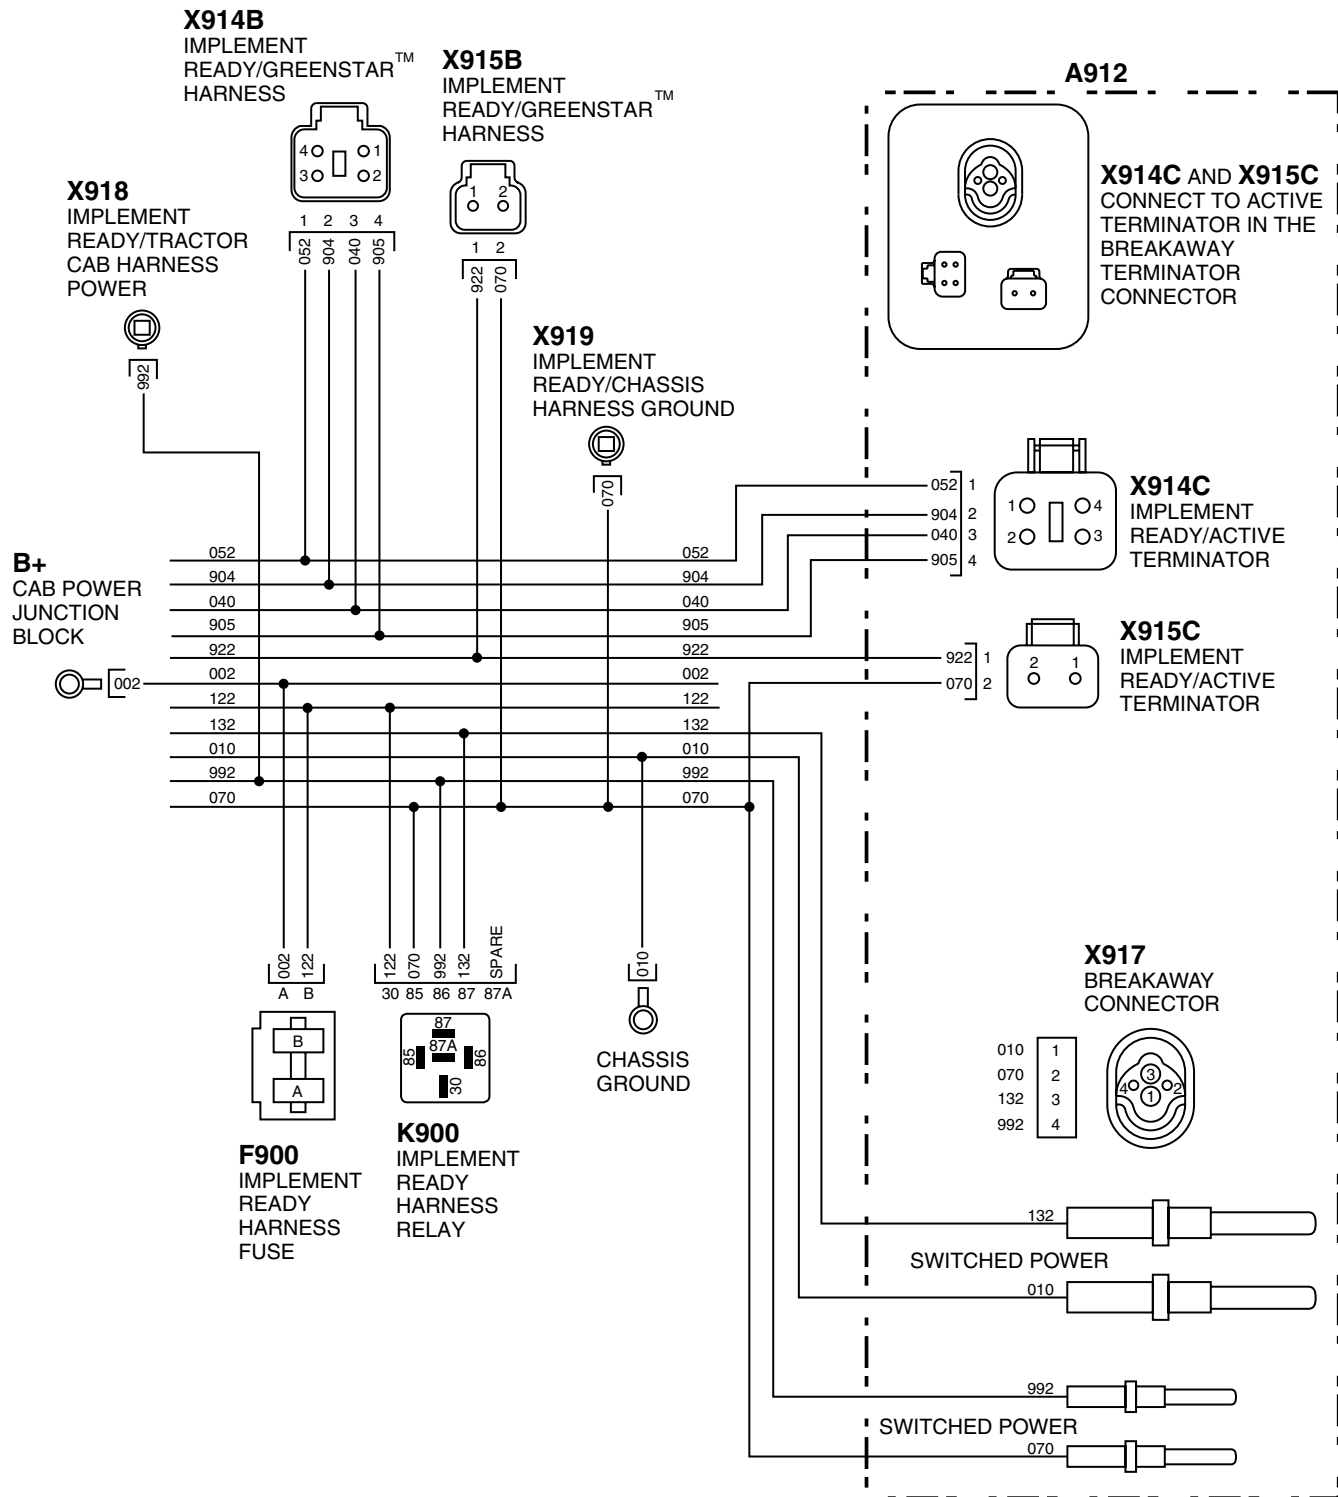 X914B
IMPLEMENT
READY/GREENSTAR™
HARNESS
4 1
3 2
1 2 3 4
052 904 040 905
X915B
IMPLEMENT
READY/GREENSTAR™
HARNESS
1 2
1 2
922 070
X918
IMPLEMENT
READY/TRACTOR
CAB HARNESS
POWER
992
X919
IMPLEMENT
READY/CHASSIS
HARNESS GROUND
070
A912
X914C AND X915C
CONNECT TO ACTIVE
TERMINATOR IN THE
BREAKAWAY
TERMINATOR
CONNECTOR
052 1
904 2
040 3
905 4
1 4
2 3
X914C
IMPLEMENT
READY/ACTIVE
TERMINATOR
922 1
070 2
2 1
X915C
IMPLEMENT
READY/ACTIVE
TERMINATOR
B+
CAB POWER
JUNCTION
BLOCK
002
052 052
904 904
040 040
905 905
922 922
002 002
122 122
132 132
010 010
992 992
070 070
002 122
A B
B
A
F900
IMPLEMENT
READY
HARNESS
FUSE
122 070 992 132 SPARE
30 85 86 87 87A
87
85 87A 86
30
K900
IMPLEMENT
READY
HARNESS
RELAY
010
CHASSIS
GROUND
X917
BREAKAWAY
CONNECTOR
010 1
070 2
132 3
992 4
3
4 2
1
132
SWITCHED POWER
010
992
SWITCHED POWER
070